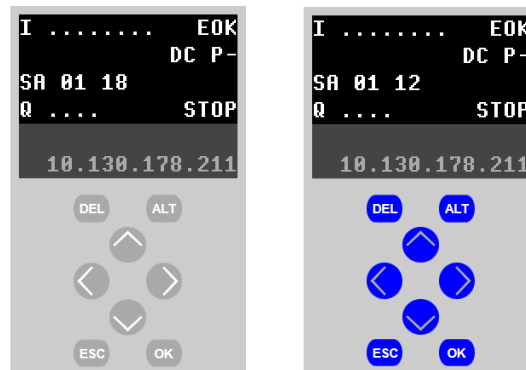 I ........ EOK
DC P-
SA 01 18
Q .... STOP
10.130.178.211
DEL ALT
ESC OK
I ........ EOK
DC P-
SA 01 12
Q .... STOP
10.130.178.211
DEL ALT
ESC OK